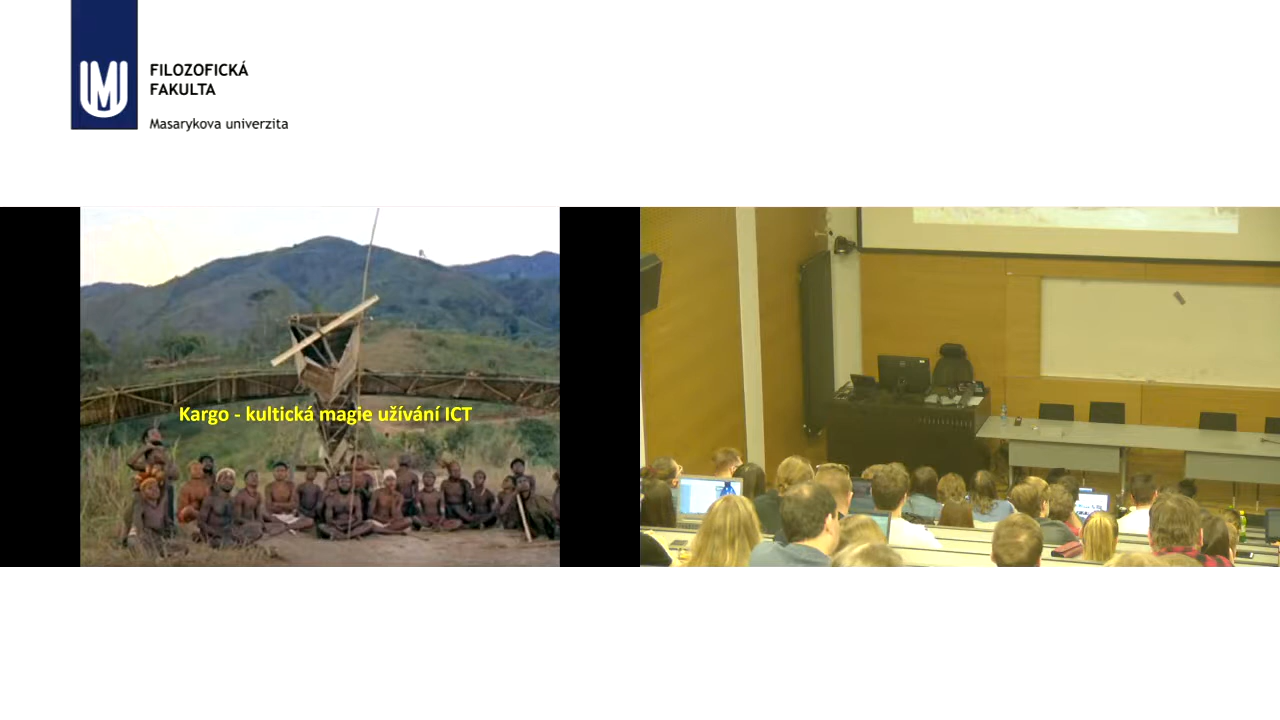 FILOZOFICKÁ
FAKULTA
Masarykova univerzita
Kargo - kultická magie užívání ICT